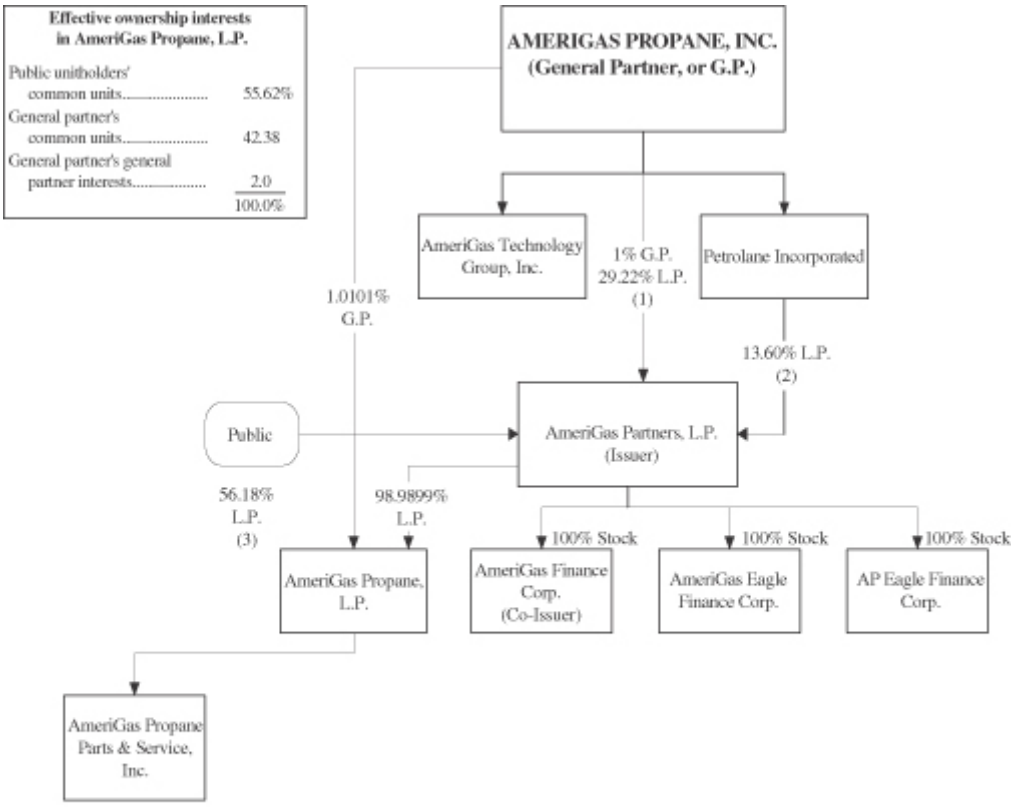 Effective ownership interests
in AmeriGas Propane, L.P.
Public unitholders'
common units..................... 55.62%
General partner's
common units..................... 42.38
General partner's general
partner interests.................. 2.0
100.0%
AMERIGAS PROPANE, INC.
(General Partner, or G.P.)
AmeriGas Technology
Group, Inc.
1% G.P.
29.22% L.P.
(1)
Petrolane Incorporated
1.0101%
G.P.
13.60% L.P.
(2)
Public
AmeriGas Partners, L.P.
(Issuer)
56.18%
L.P.
(3)
98.9899%
L.P.
100% Stock
100% Stock
100% Stock
AmeriGas Propane,
L.P.
AmeriGas Finance
Corp.
(Co-Issuer)
AmeriGas Eagle
Finance Corp.
AP Eagle Finance
Corp.
AmeriGas Propane
Parts & Service,
Inc.